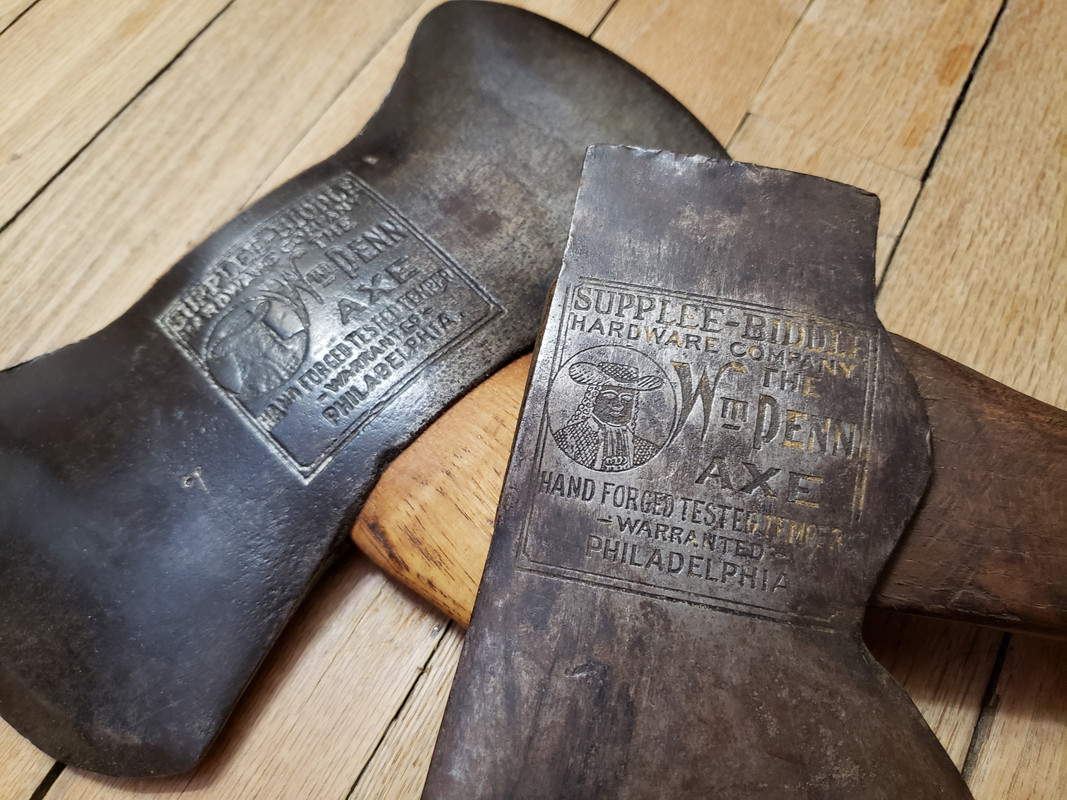 SUPPLEE-BIDDLE
HARDWARE COMPANY
THE
Wm PENN
AXE
HAND FORGED TESTED TEMPER
-WARRANTED-
PHILADELPHIA
SUPPLEE-BIDDLE
HARDWARE COMPANY
THE
Wm PENN
AXE
HAND FORGED TESTED TEMPER
-WARRANTED-
PHILADELPHIA